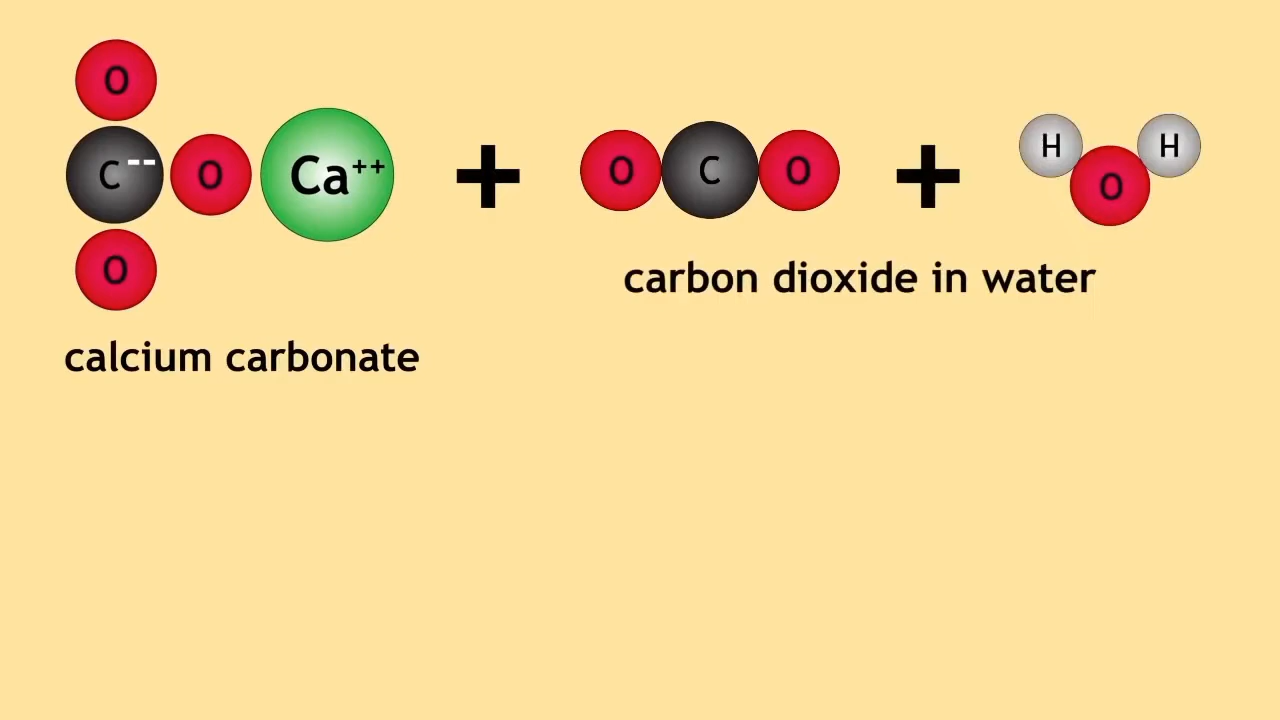 O
C-- O Ca++ + O C O + H O H
O
carbon dioxide in water
calcium carbonate